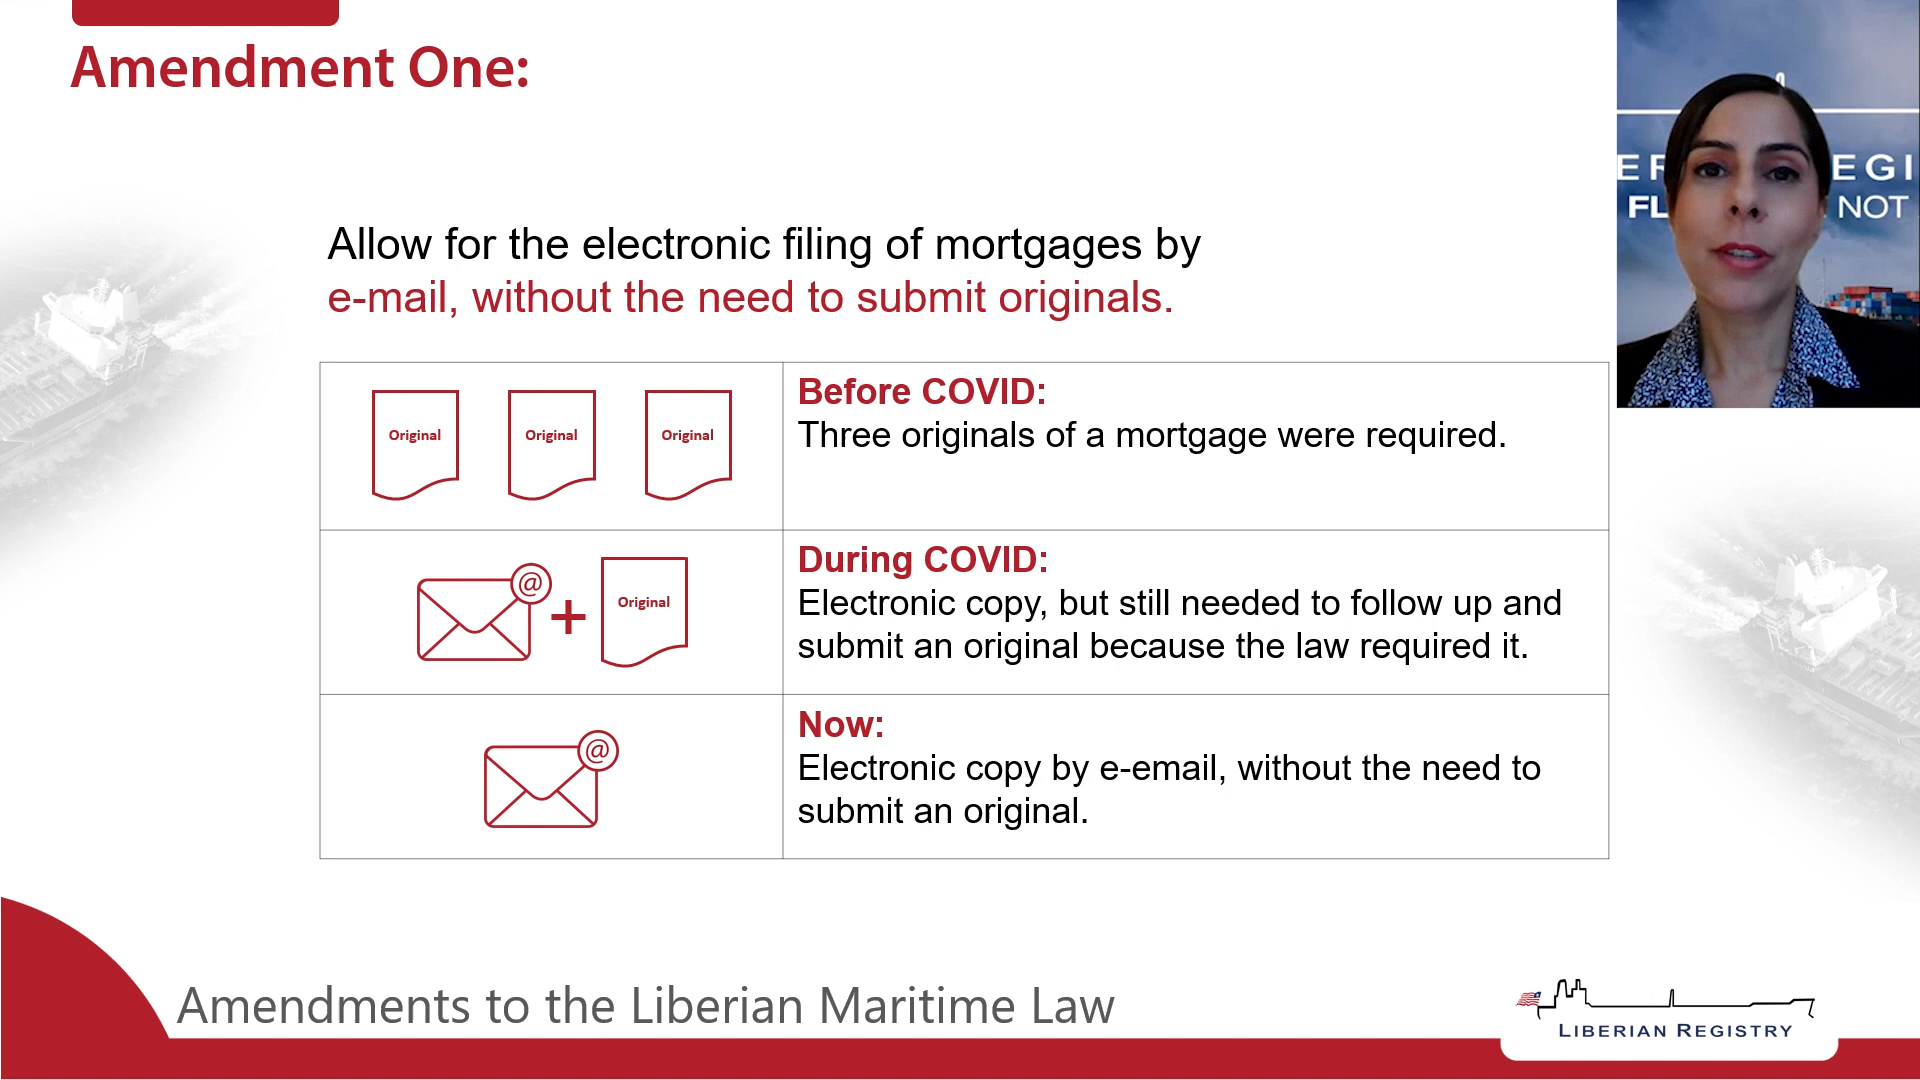 Amendment One:
Allow for the electronic filing of mortgages by
e-mail, without the need to submit originals.
Original Original Original
Before COVID:
Three originals of a mortgage were required.
@ + Original
During COVID:
Electronic copy, but still needed to follow up and
submit an original because the law required it.
@
Now:
Electronic copy by e-email, without the need to
submit an original.
ER EGI
FL NOT
Amendments to the Liberian Maritime Law
LIBERIAN REGISTRY